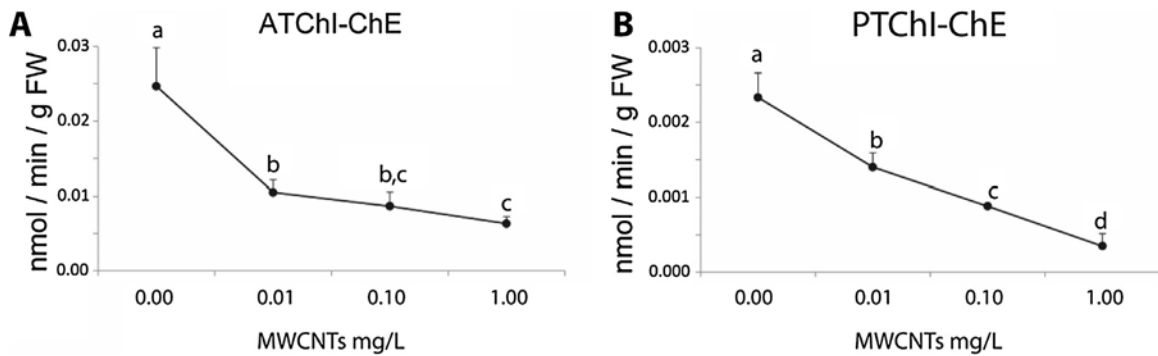 A
ATChI-ChE
nmol / min / g FW
0.03
0.02
0.01
0.00
a
b
b,c
c
0.00 0.01 0.10 1.00
MWCNTs mg/L
B
PTChI-ChE
nmol / min / g FW
0.003
0.002
0.001
0.000
a
b
c
d
0.00 0.01 0.10 1.00
MWCNTs mg/L